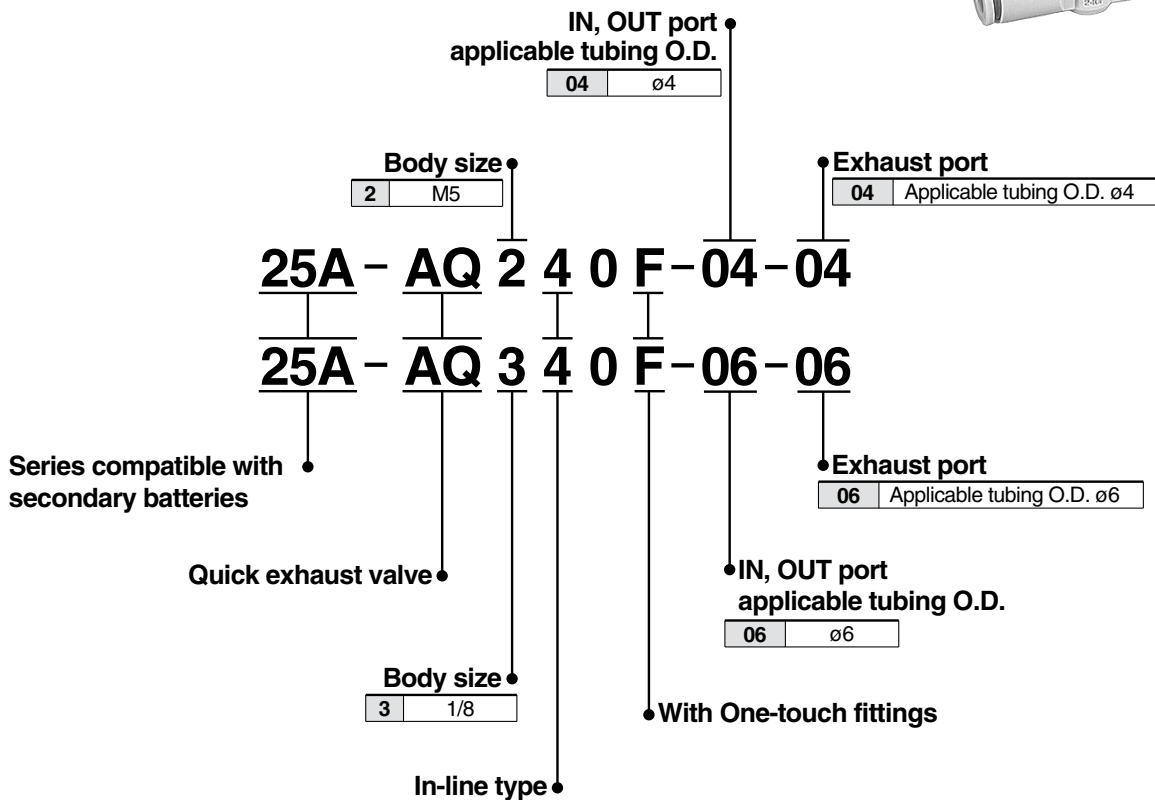 IN, OUT port
applicable tubing O.D.
04 ø4
Body size
2 M5
Exhaust port
04 Applicable tubing O.D. ø4
25A - AQ 2 4 0 F - 04 - 04
25A - AQ 3 4 0 F - 06 - 06
Series compatible with
secondary batteries
Exhaust port
06 Applicable tubing O.D. ø6
Quick exhaust valve
IN, OUT port
applicable tubing O.D.
06 ø6
Body size
3 1/8
With One-touch fittings
In-line type